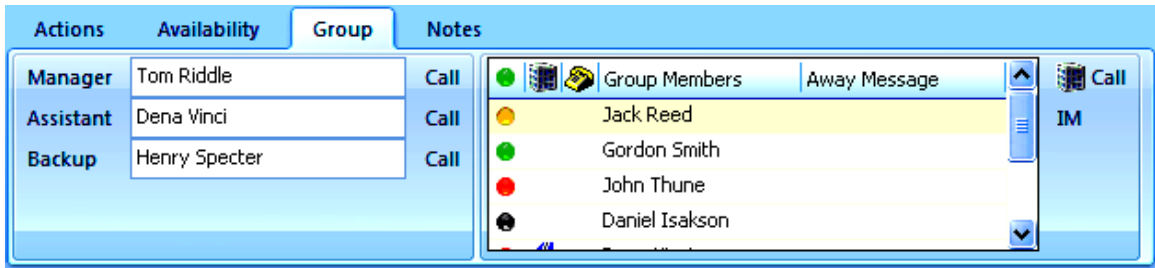 Actions Availability Group Notes
Manager Tom Riddle Call
Assistant Dena Vinci Call
Backup Henry Specter Call
Group Members Away Message
Jack Reed
Gordon Smith
John Thune
Daniel Isakson
Call
IM